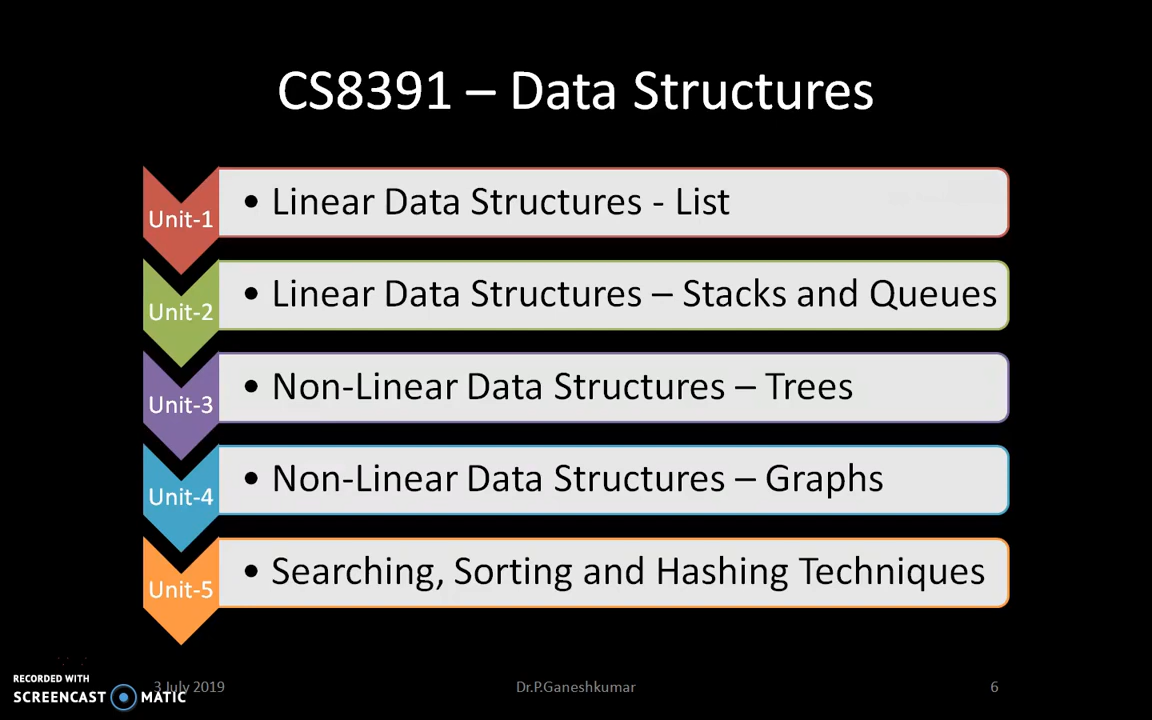 CS8391 – Data Structures
Unit-1
• Linear Data Structures - List
Unit-2
• Linear Data Structures – Stacks and Queues
Unit-3
• Non-Linear Data Structures – Trees
Unit-4
• Non-Linear Data Structures – Graphs
Unit-5
• Searching, Sorting and Hashing Techniques
RECORDED WITH
SCREENCAST MATIC
3 July 2019
Dr.P.Ganeshkumar
6